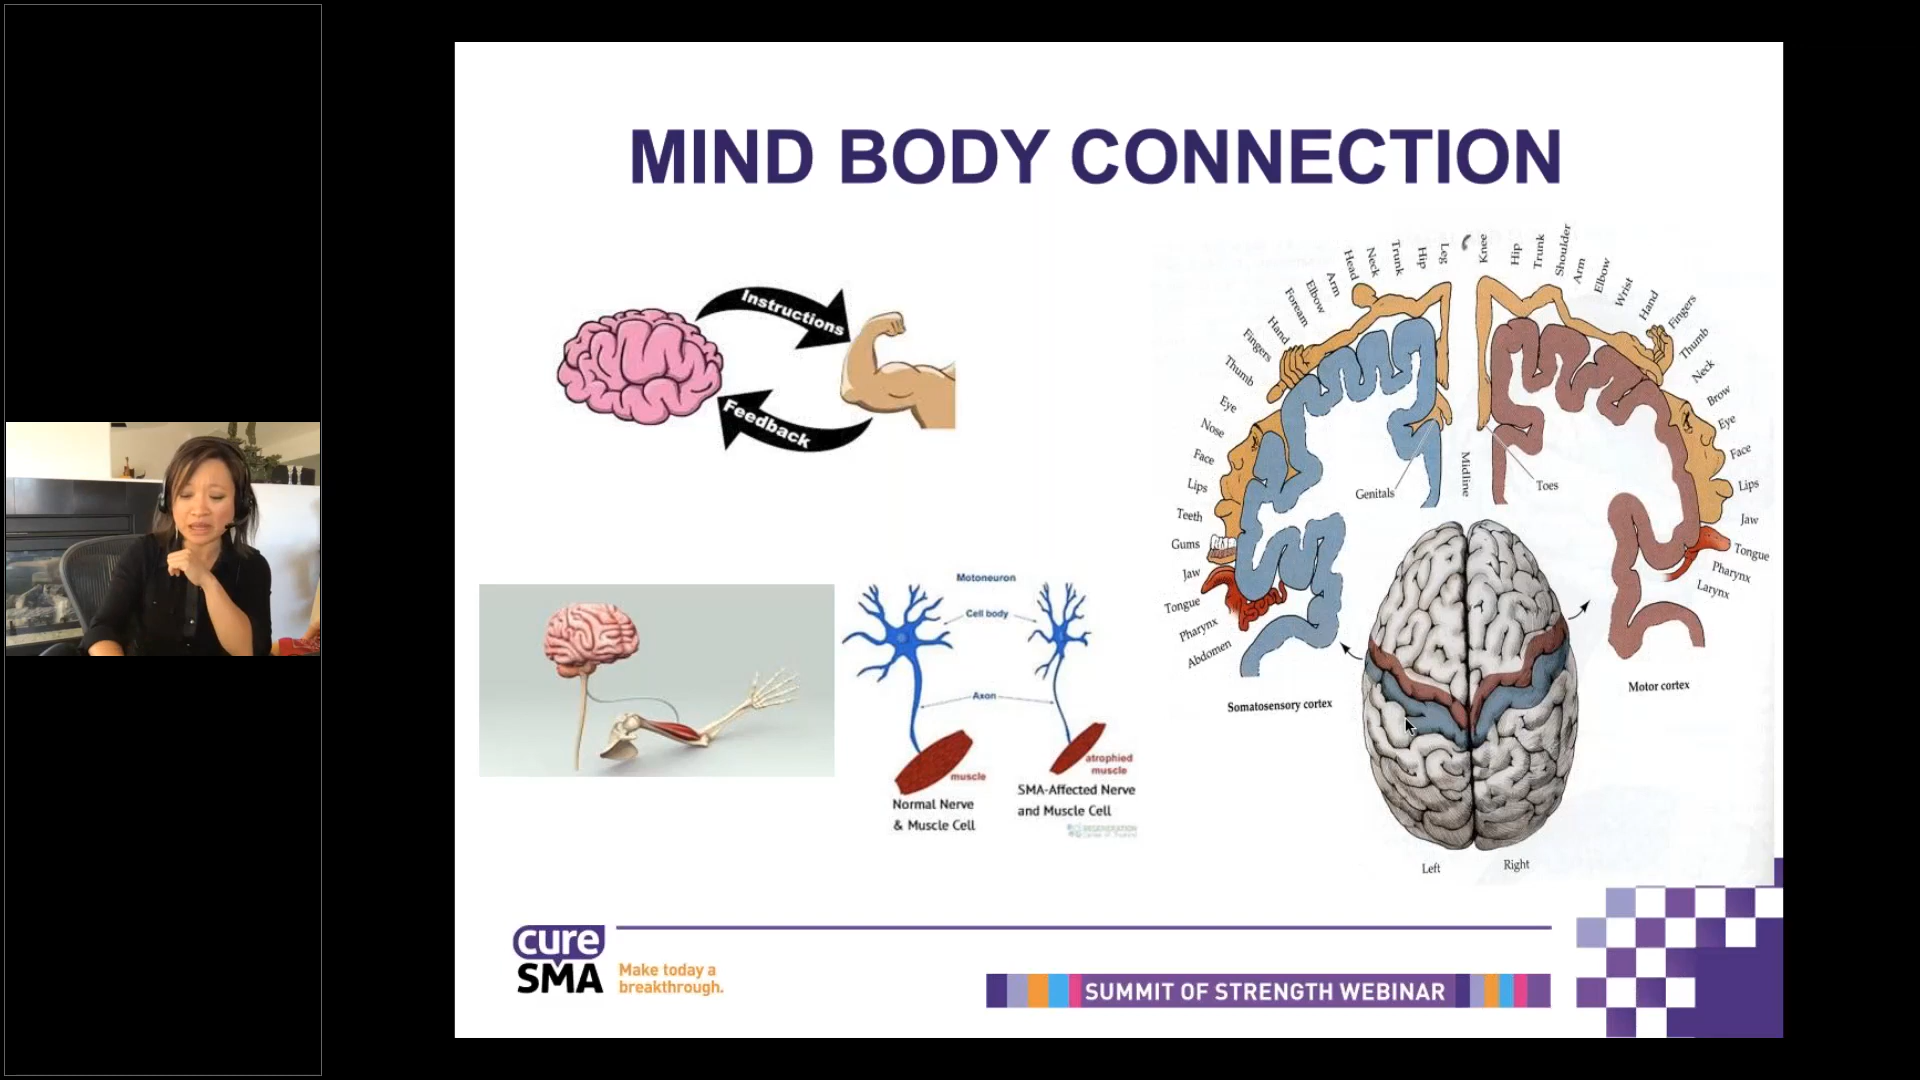 MIND BODY CONNECTION
Instructions
Feedback
Motoneuron
Cell body
Axon
muscle
atrophied
muscle
Normal Nerve
& Muscle Cell
SMA-Affected Nerve
and Muscle Cell
Leg
Hip
Trunk
Neck
Head
Arm
Elbow
Forearm
Hand
Fingers
Thumb
Eye
Nose
Face
Lips
Teeth
Gums
Jaw
Tongue
Pharynx
Abdomen
Genitals
Midline
Toes
Knee
Hip
Trunk
Shoulder
Arm
Elbow
Wrist
Hand
Fingers
Thumb
Neck
Brow
Eye
Face
Lips
Jaw
Tongue
Pharynx
Larynx
Somatosensory cortex
Motor cortex
Left
Right
cure
SMA
Make today a
breakthrough.
SUMMIT OF STRENGTH WEBINAR